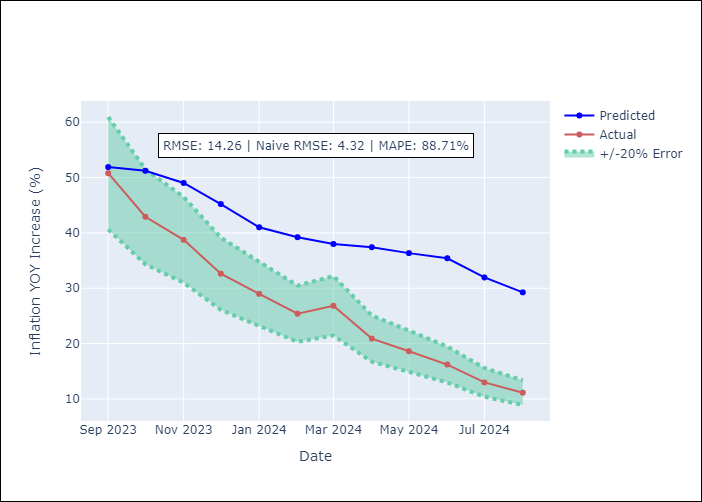 RMSE: 14.26 | Naive RMSE: 4.32 | MAPE: 88.71%
Predicted
Actual
+/-20% Error
Inflation YOY Increase (%)
60
50
40
30
20
10
Sep 2023 Nov 2023 Jan 2024 Mar 2024 May 2024 Jul 2024
Date